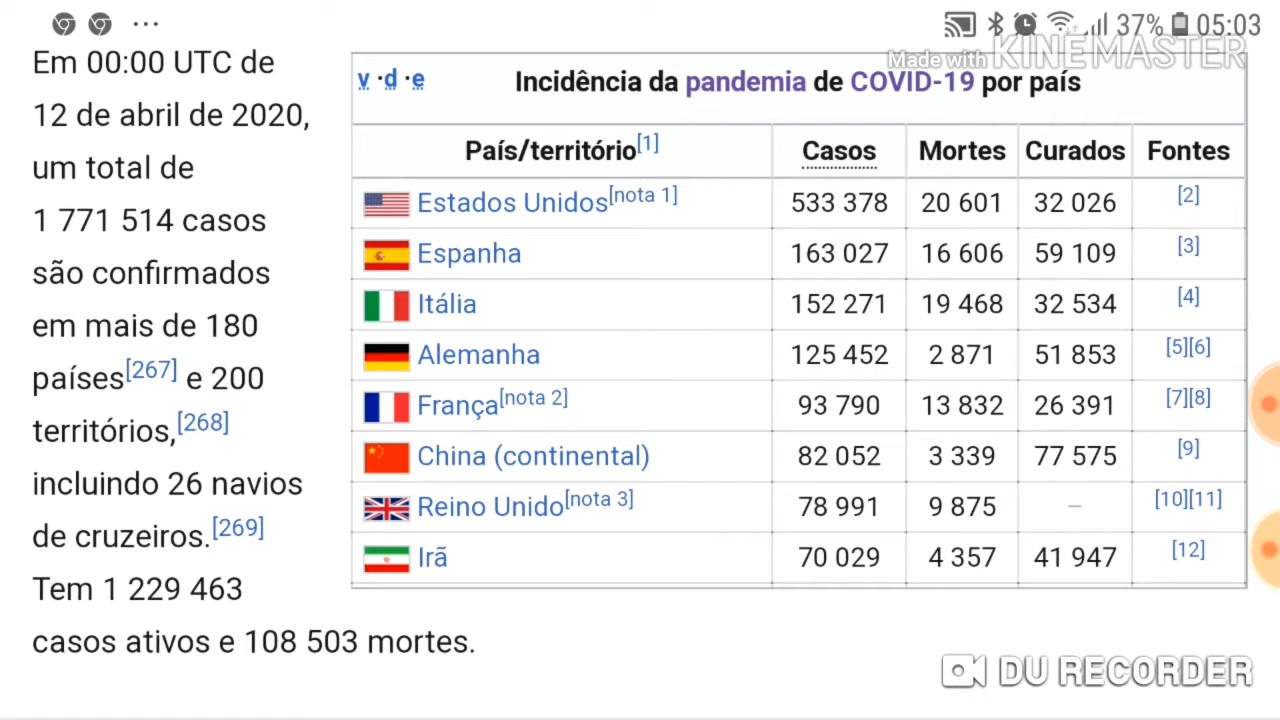 37% 05:03
Made with KINEMASTER
Em 00:00 UTC de
12 de abril de 2020,
um total de
1 771 514 casos
são confirmados
em mais de 180
países[267] e 200
territórios,[268]
incluindo 26 navios
de cruzeiros.[269]
Tem 1 229 463
casos ativos e 108 503 mortes.
v · d · e Incidência da pandemia de COVID-19 por país
País/território[1] Casos Mortes Curados Fontes
Estados Unidos[nota 1] 533 378 20 601 32 026 [2]
Espanha 163 027 16 606 59 109 [3]
Itália 152 271 19 468 32 534 [4]
Alemanha 125 452 2 871 51 853 [5][6]
França[nota 2] 93 790 13 832 26 391 [7][8]
China (continental) 82 052 3 339 77 575 [9]
Reino Unido[nota 3] 78 991 9 875 – [10][11]
Irã 70 029 4 357 41 947 [12]
DU RECORDER